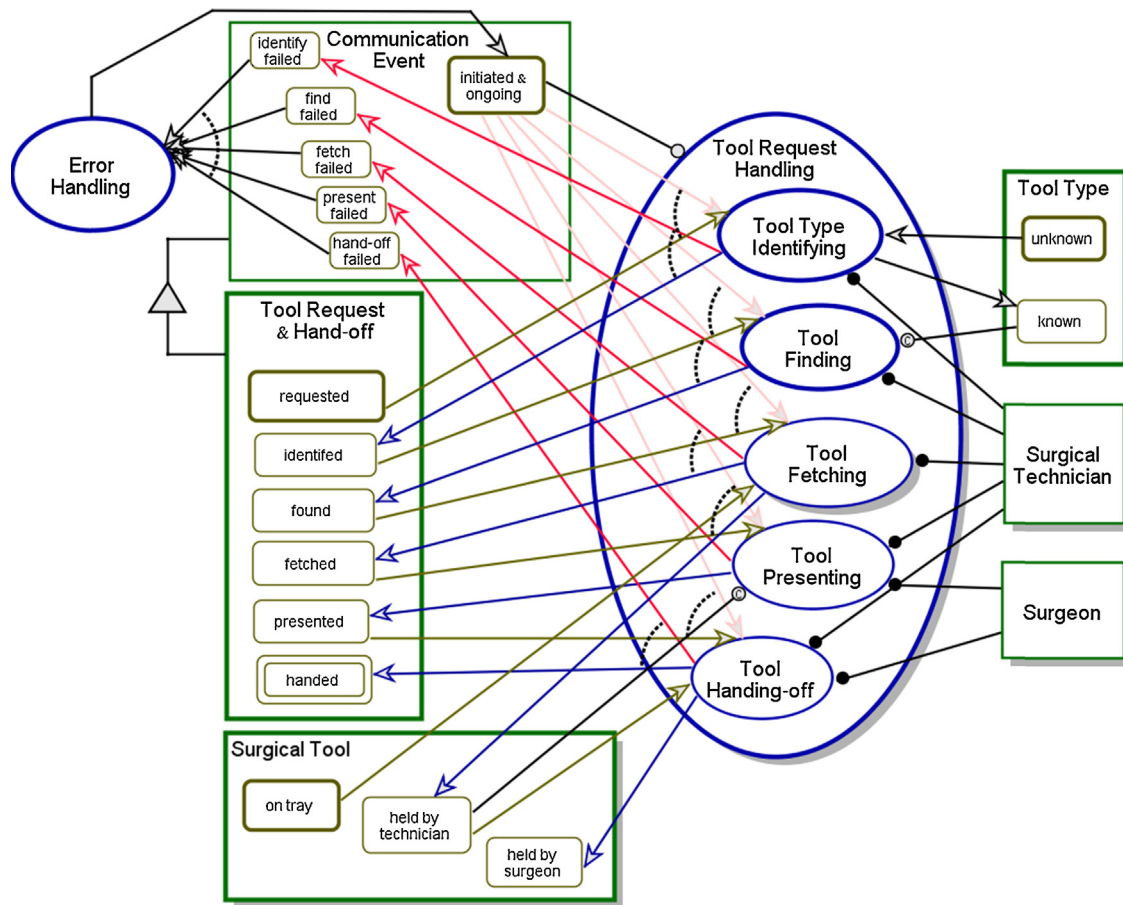 Communication
Event
identify
failed
find
failed
fetch
failed
present
failed
hand-off
failed
initiated &
ongoing
Error
Handling
Tool Request
Handling
Tool Type
Identifying
Tool
Finding
Tool
Fetching
Tool
Presenting
Tool
Handing-off
Tool Type
unknown
known
C
Surgical
Technician
Surgeon
Tool Request
& Hand-off
requested
identifed
found
fetched
presented
handed
C
Surgical Tool
on tray
held by
technician
held by
surgeon